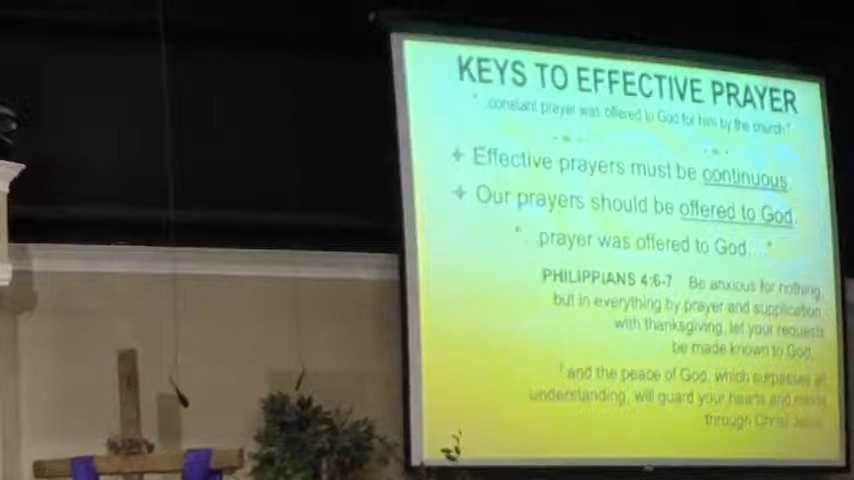 KEYS TO EFFECTIVE PRAYER
"...constant prayer was offered to God for him by the church"
+ Effective prayers must be continuous.
+ Our prayers should be offered to God.
"...prayer was offered to God...."
PHILIPPIANS 4:6-7 Be anxious for nothing,
but in everything by prayer and supplication,
with thanksgiving, let your requests
be made known to God,
7 and the peace of God, which surpasses all
understanding, will guard your hearts and minds
through Christ Jesus.